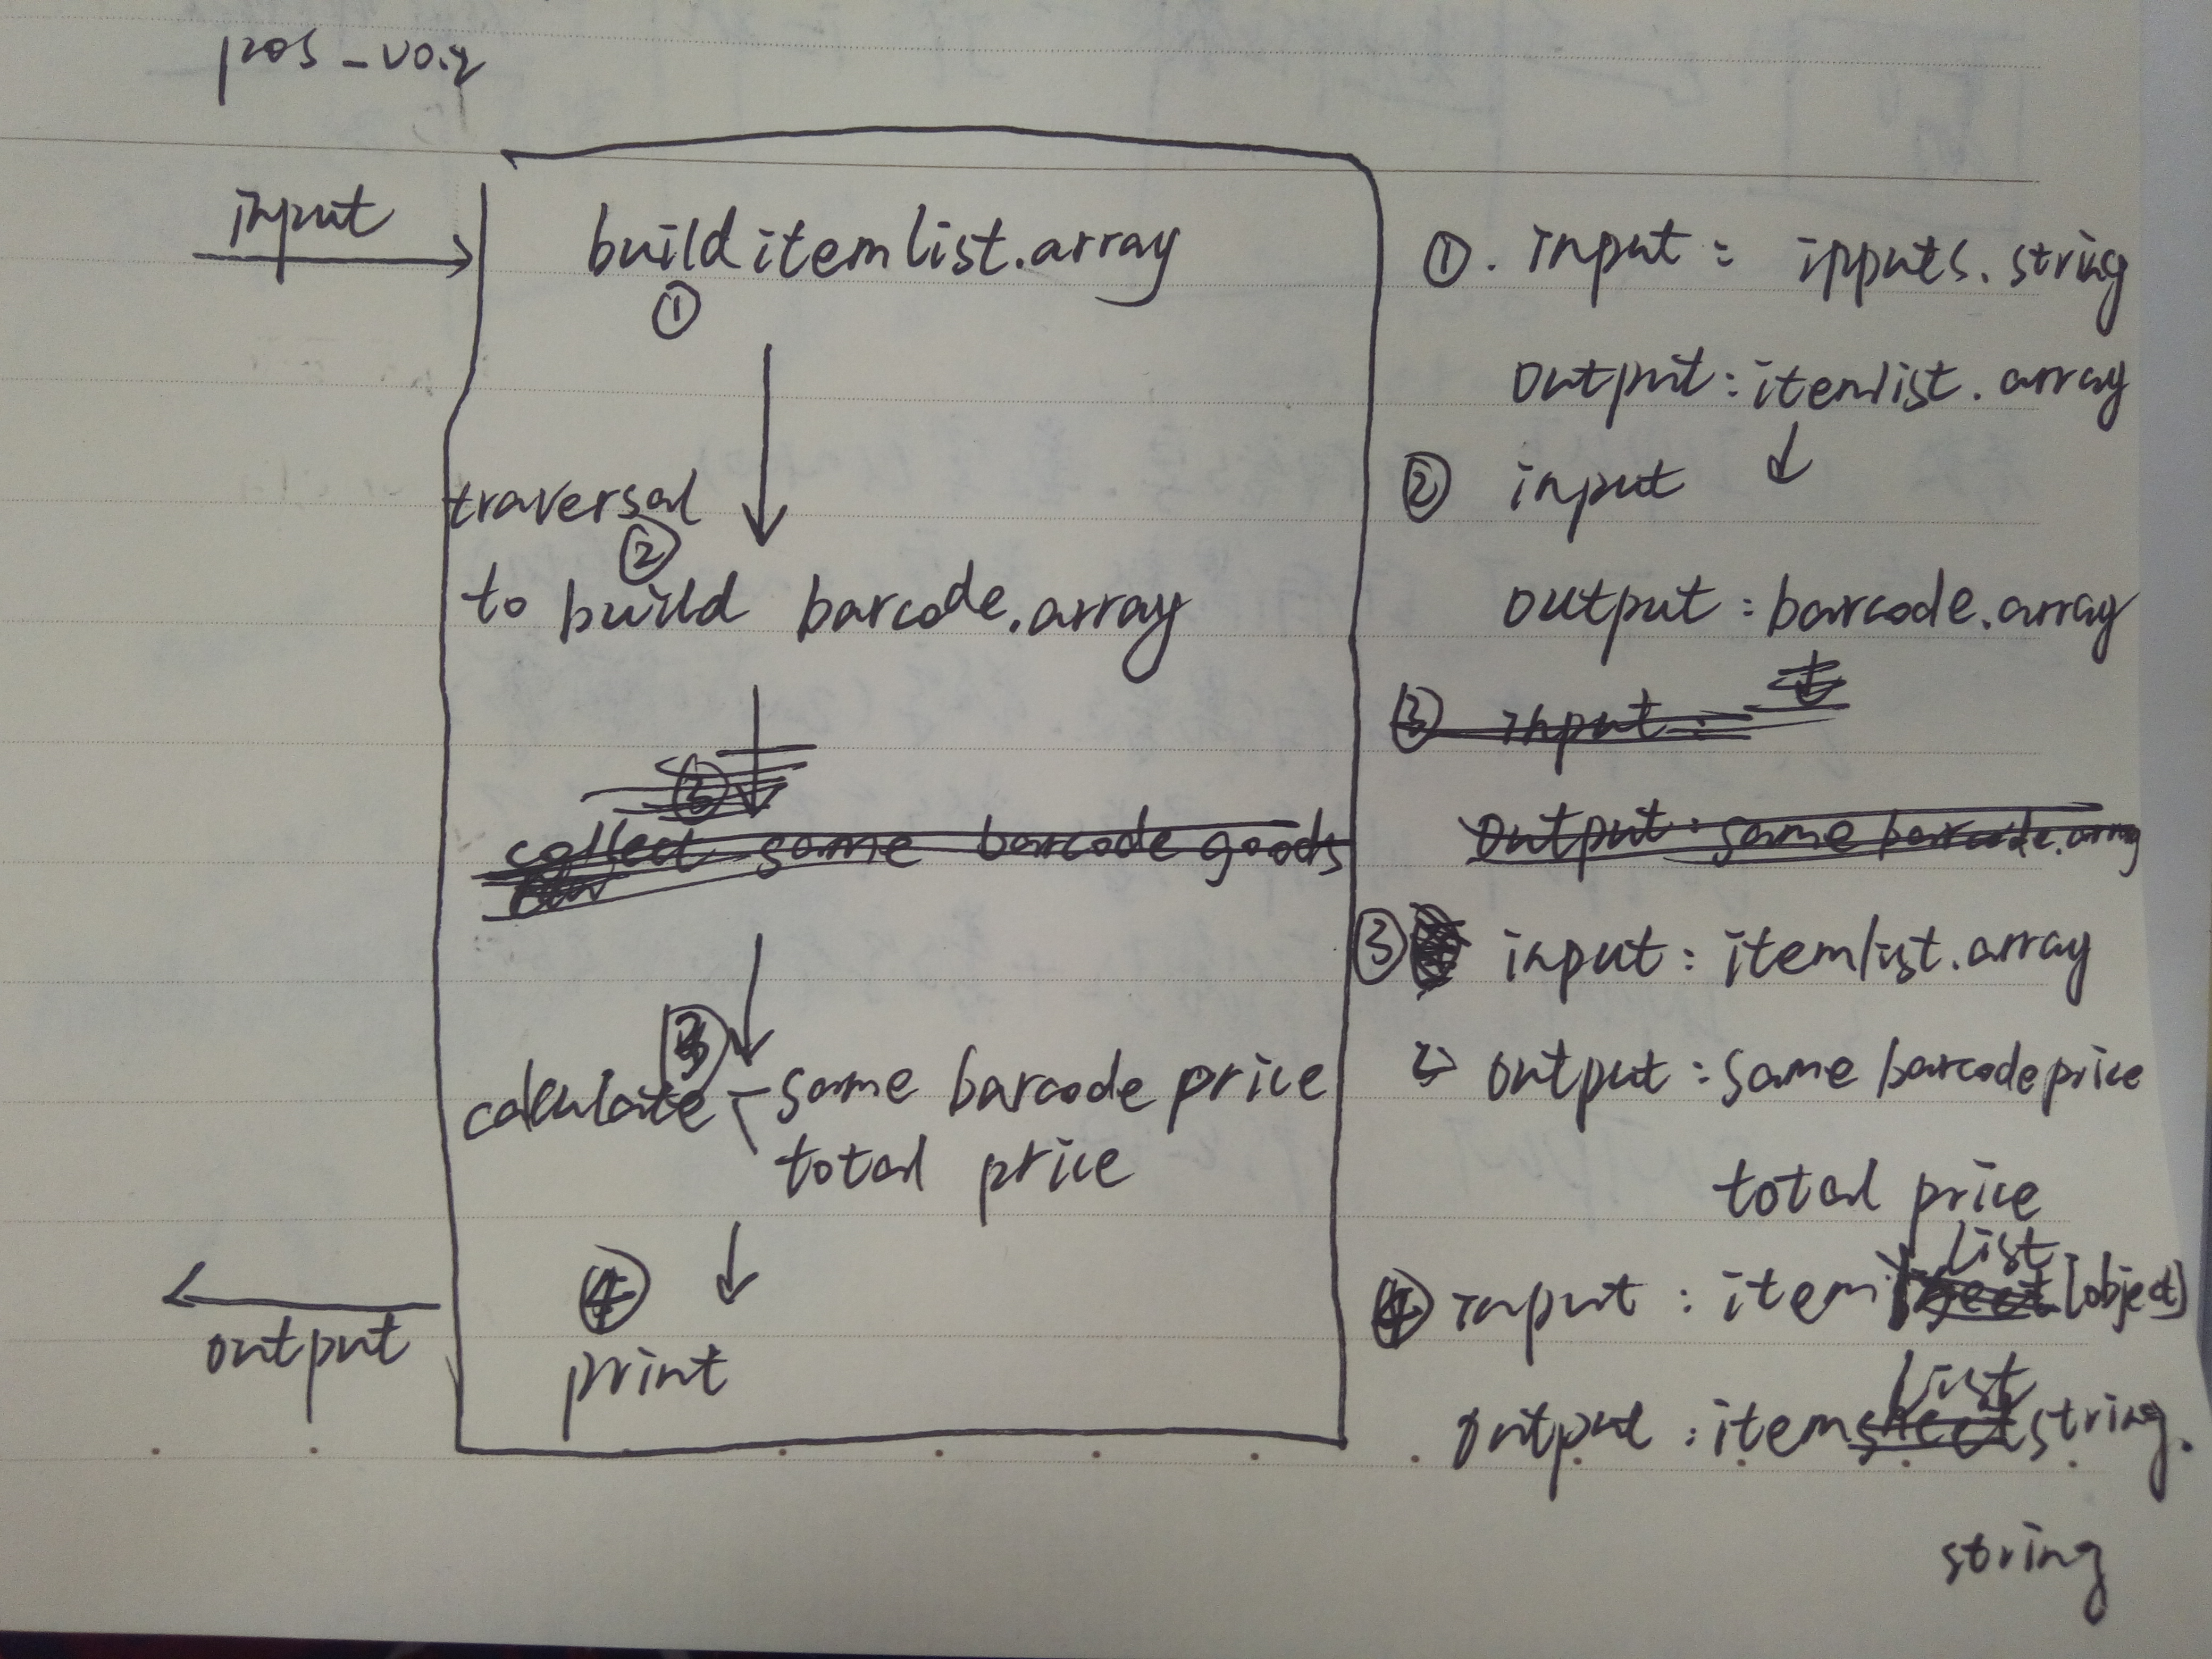 pos_v0.2
input
build itemlist.array
①
traversal
②
to build barcode.array
③
collect same barcode goods
③
calculate same barcode price
total price
④
print
output
①. input: inputs.string
output: itemlist.array
② input
output: barcode.array
③ input:
output: same barcode.array
③ input: itemlist.array
output: same barcode price
total price
④ input: item List [object]
output: item List string.
string